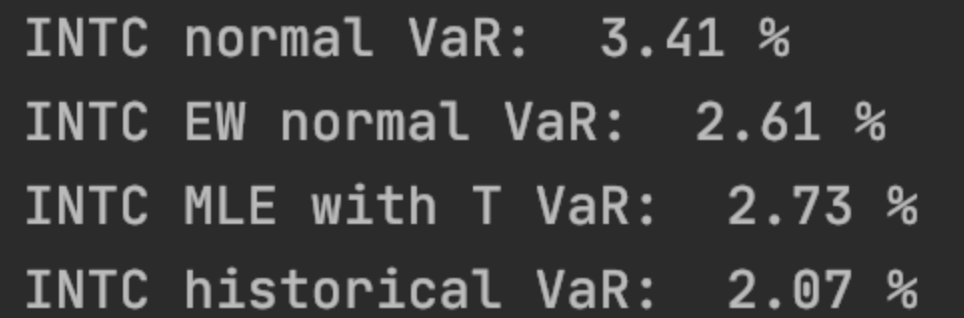 INTC normal VaR:  3.41 %
INTC EW normal VaR:  2.61 %
INTC MLE with T VaR:  2.73 %
INTC historical VaR:  2.07 %